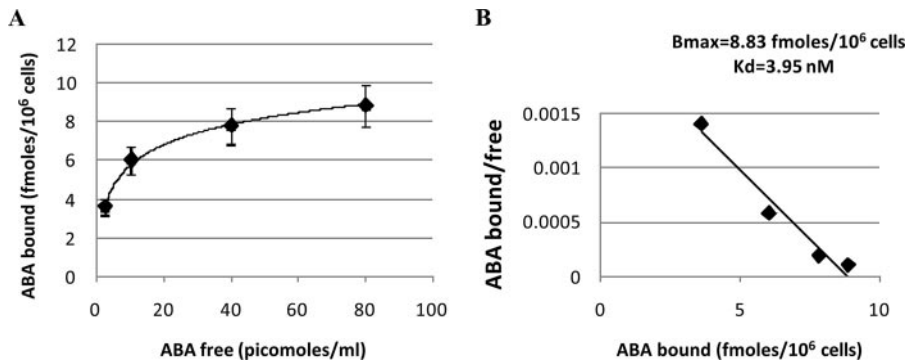 A
12
10
8
6
4
2
0
0 20 40 60 80 100
ABA bound (fmoles/10⁶ cells)
ABA free (picomoles/ml)
B
Bmax=8.83 fmoles/10⁶ cells
Kd=3.95 nM
0.0015
0.001
0.0005
0
0 5 10
ABA bound/free
ABA bound (fmoles/10⁶ cells)